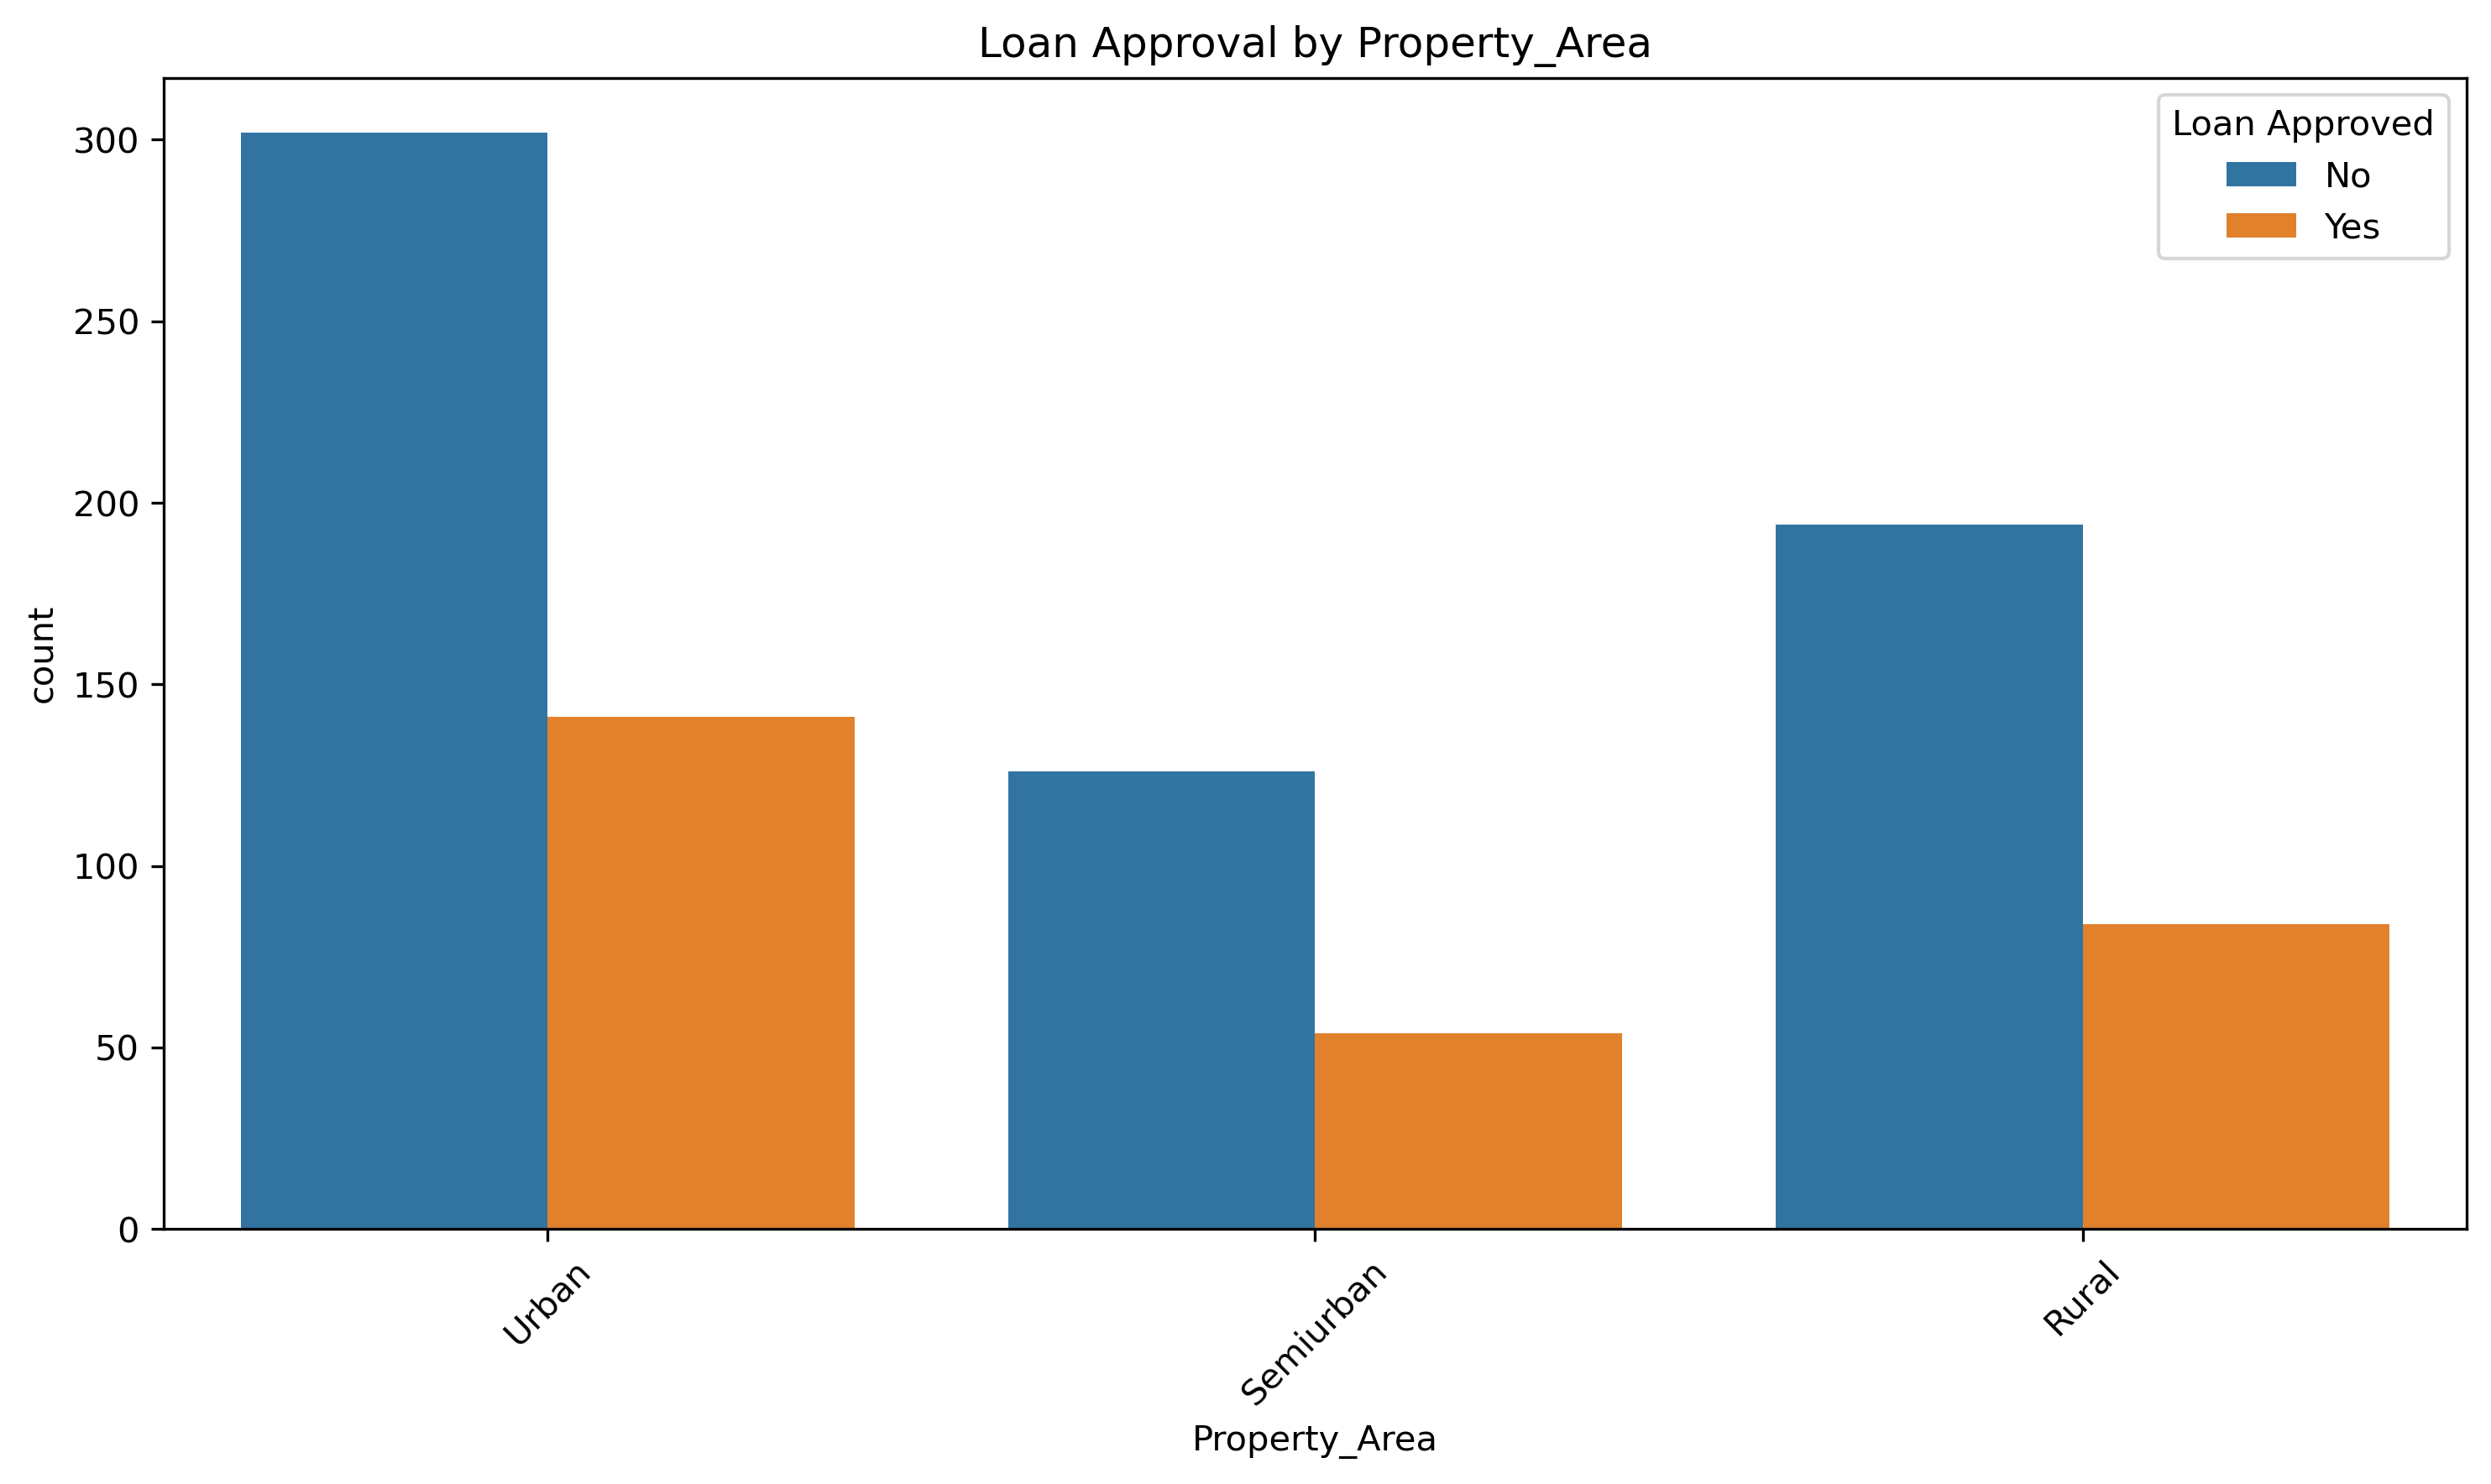 Loan Approval by Property_Area
Loan Approved
No
Yes
count
300
250
200
150
100
50
0
Urban
Semiurban
Rural
Property_Area